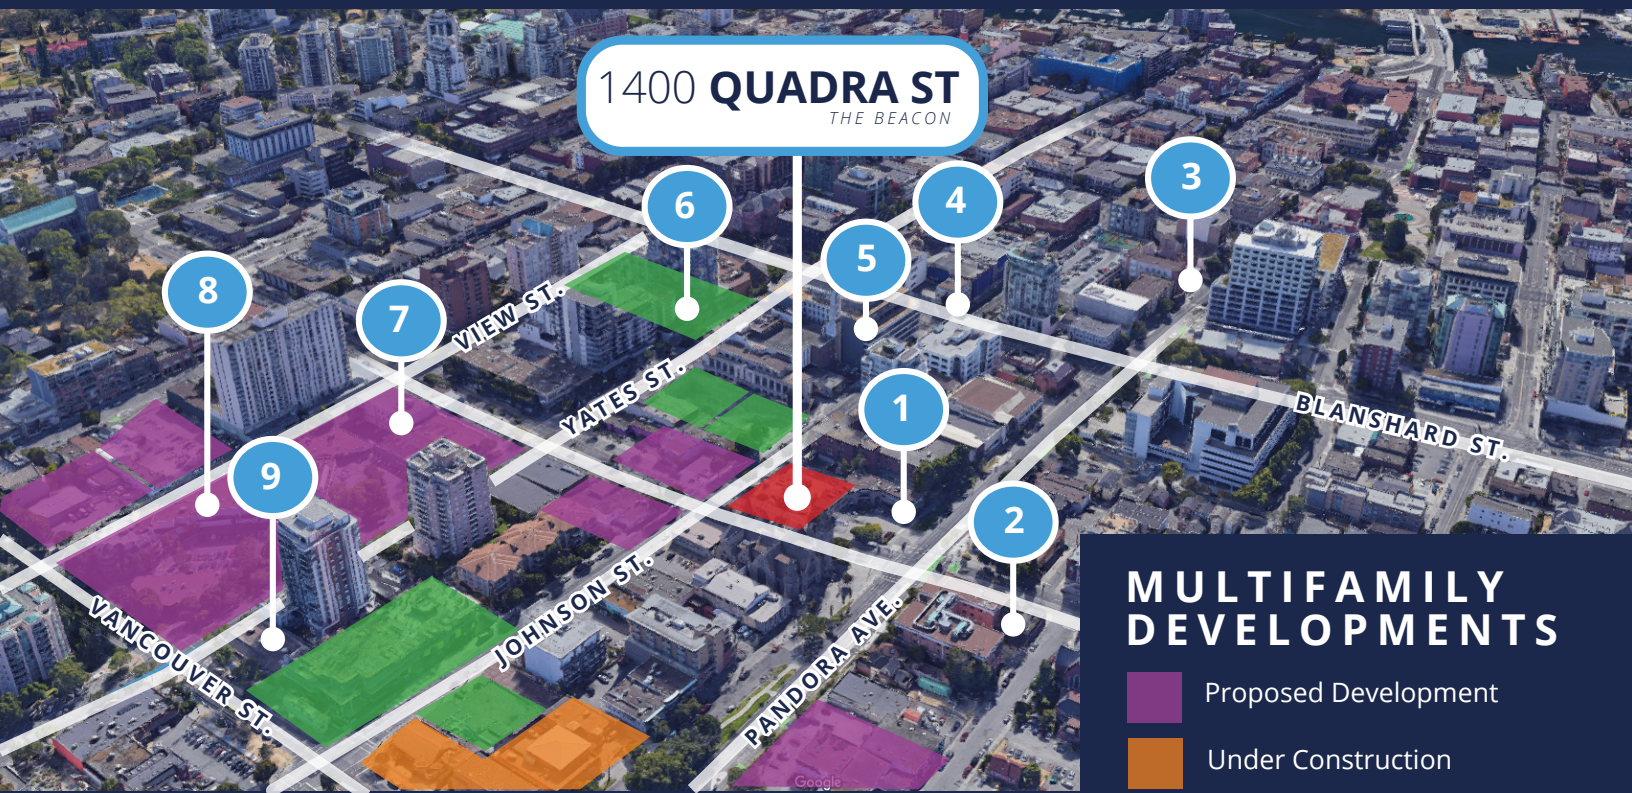 1400 QUADRA ST
THE BEACON
3
4
6
5
8
7
VIEW ST.
YATES ST.
1
BLANSHARD ST.
9
2
JOHNSON ST.
VANCOUVER ST.
PANDORA AVE.
MULTIFAMILY
DEVELOPMENTS
Proposed Development
Under Construction
Google